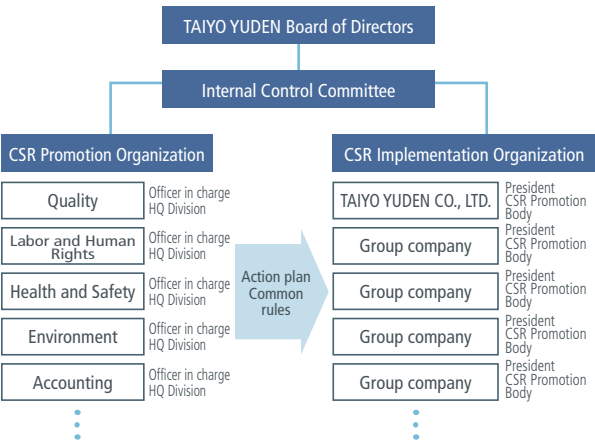 TAIYO YUDEN Board of Directors
Internal Control Committee
CSR Promotion Organization
Quality
Officer in charge
HQ Division
Labor and Human
Rights
Officer in charge
HQ Division
Health and Safety
Officer in charge
HQ Division
Environment
Officer in charge
HQ Division
Accounting
Officer in charge
HQ Division
Action plan
Common
rules
CSR Implementation Organization
TAIYO YUDEN CO., LTD.
President
CSR Promotion
Body
Group company
President
CSR Promotion
Body
Group company
President
CSR Promotion
Body
Group company
President
CSR Promotion
Body
Group company
President
CSR Promotion
Body